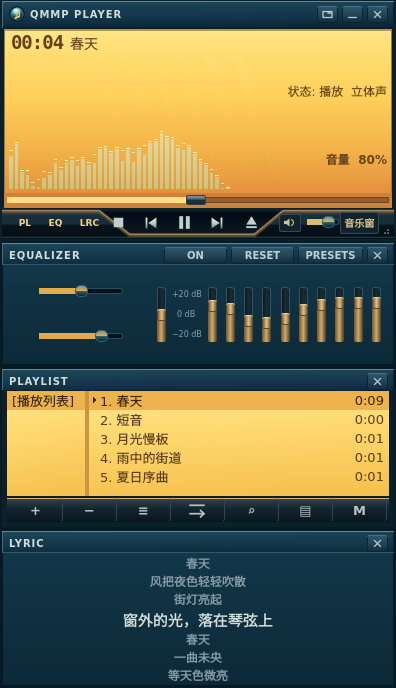 QMMP PLAYER
00:04 春天
状态: 播放 立体声
音量 80%
PL EQ LRC 音乐窗
EQUALIZER ON RESET PRESETS
+20 dB
0 dB
−20 dB
PLAYLIST
[播放列表] 1. 春天 0:09
2. 短音 0:00
3. 月光慢板 0:01
4. 雨中的街道 0:01
5. 夏日序曲 0:01
M
LYRIC
春天
风把夜色轻轻吹散
街灯亮起
窗外的光，落在琴弦上
春天
一曲未央
等天色微亮